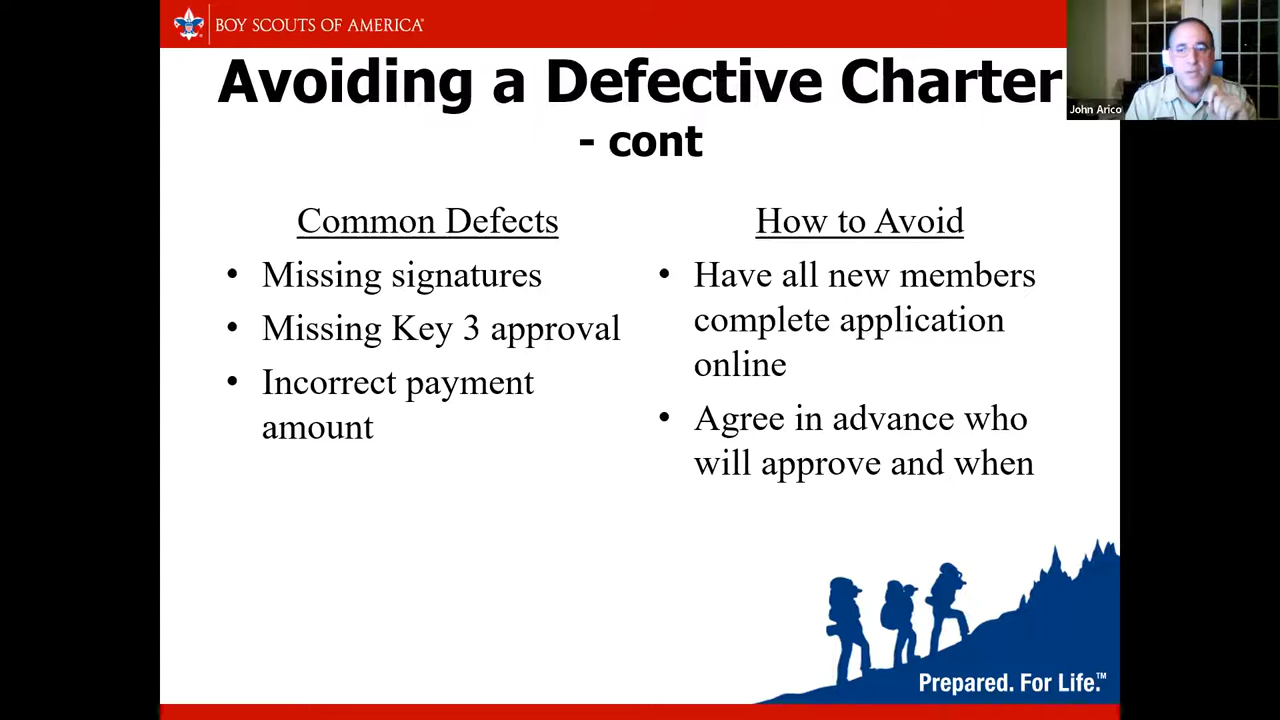 BOY SCOUTS OF AMERICA
John Arico
Avoiding a Defective Charter
- cont
Common Defects
• Missing signatures
• Missing Key 3 approval
• Incorrect payment
amount
How to Avoid
• Have all new members
complete application
online
• Agree in advance who
will approve and when
Prepared. For Life.™